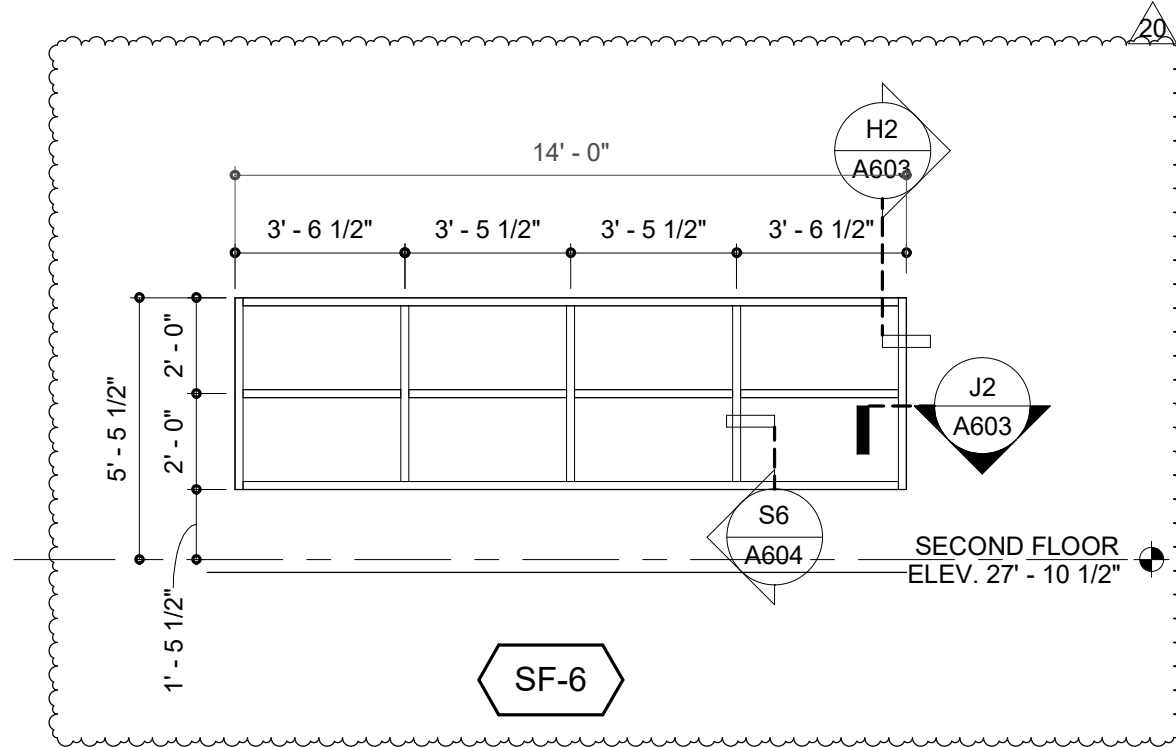 20
H2
A603
14' - 0"
3' - 6 1/2"
3' - 5 1/2"
3' - 5 1/2"
3' - 6 1/2"
2' - 0"
5' - 5 1/2"
2' - 0"
J2
A603
S6
A604
SECOND FLOOR
ELEV. 27' - 10 1/2"
1' - 5 1/2"
SF-6